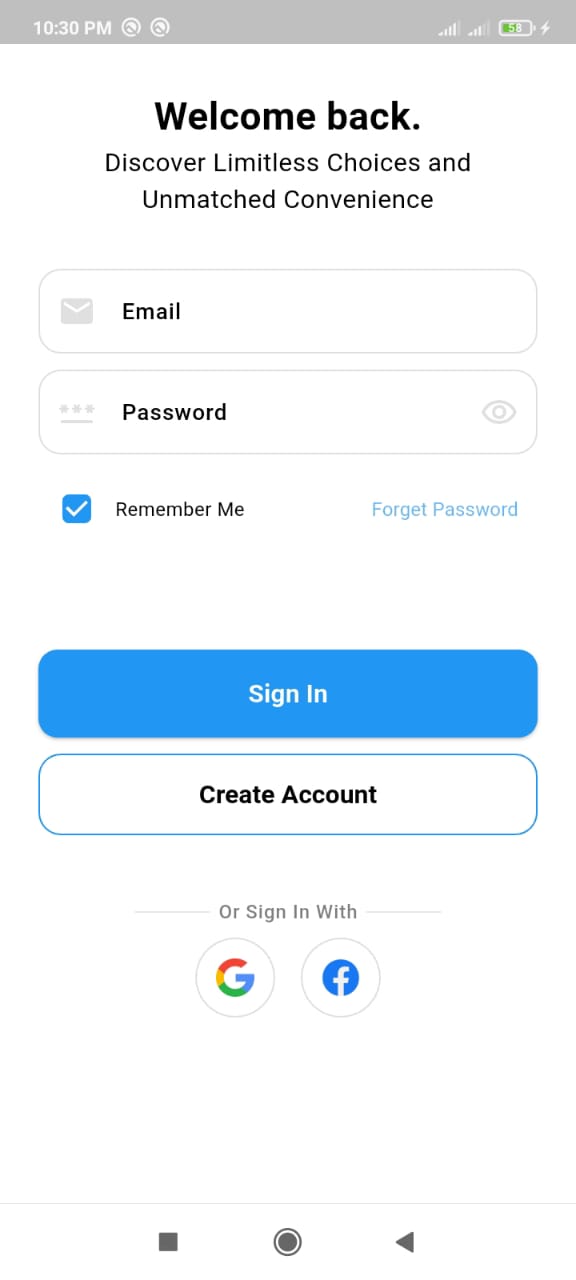 10:30 PM
58
Welcome back.
Discover Limitless Choices and
Unmatched Convenience
Email
***
Password
Remember Me
Forget Password
Sign In
Create Account
Or Sign In With